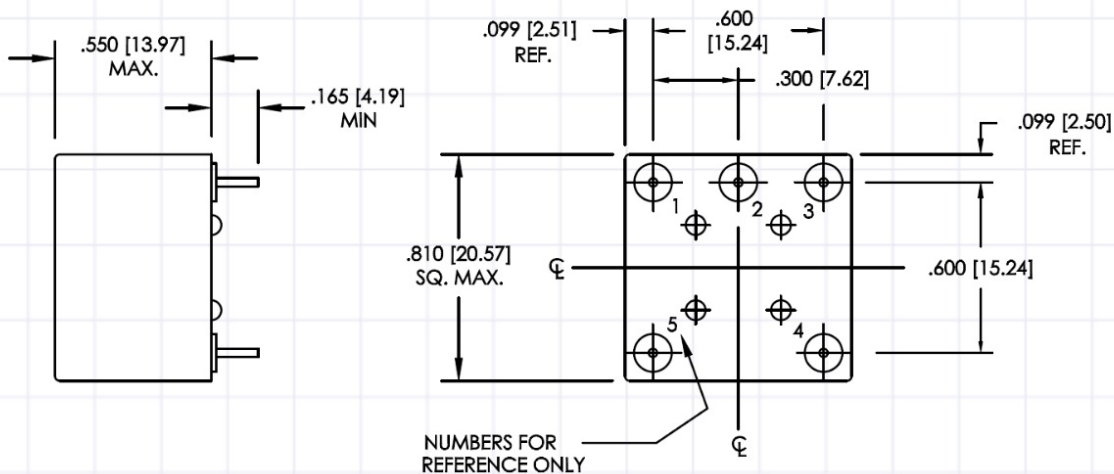 .550 [13.97]
MAX.
.165 [4.19]
MIN
.099 [2.51]
REF.
.600
[15.24]
.300 [7.62]
.099 [2.50]
REF.
.810 [20.57]
SQ. MAX.
1
2
3
℄
.600 [15.24]
5
4
NUMBERS FOR
REFERENCE ONLY
℄